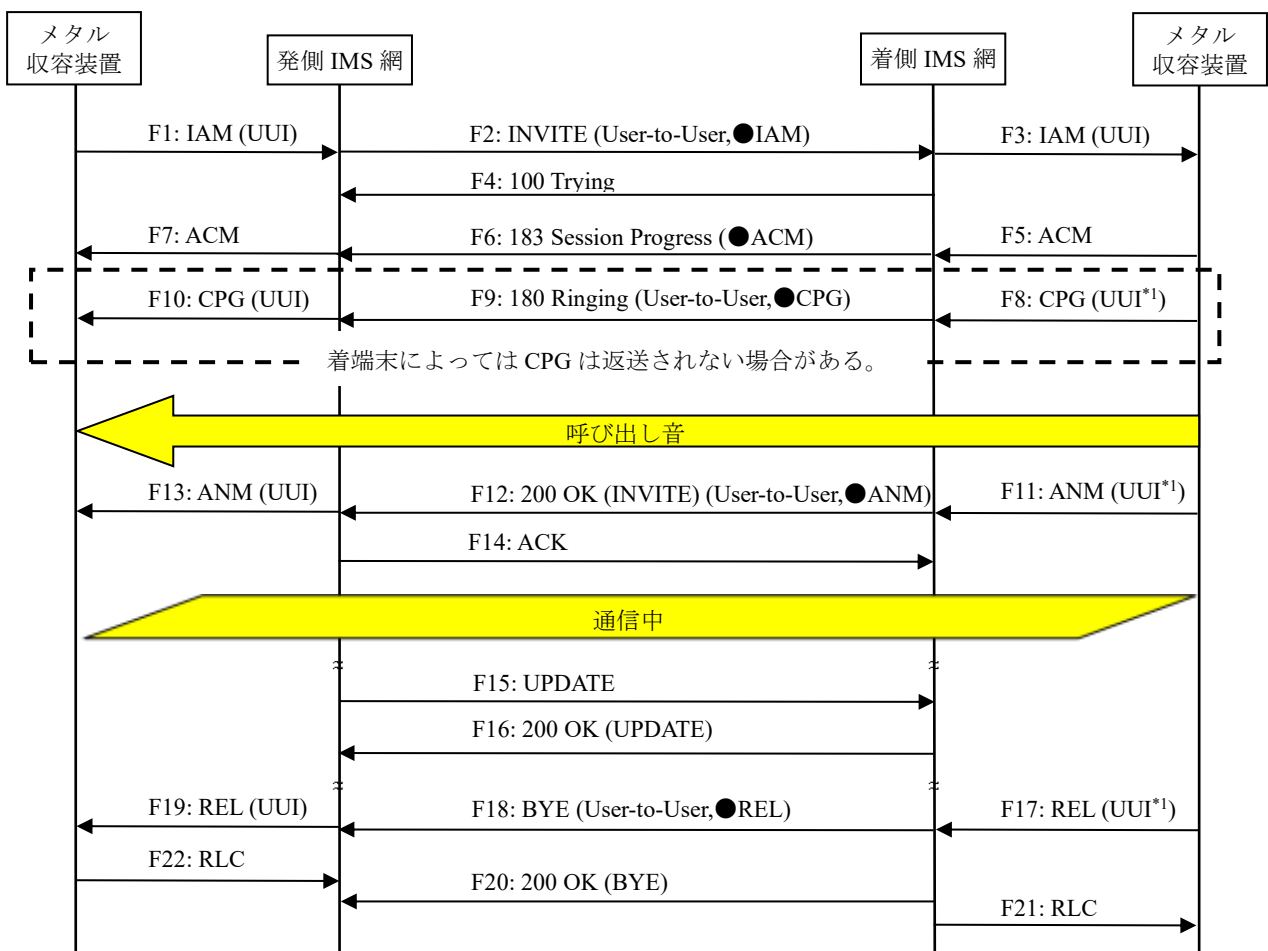 メタル
収容装置
発側 IMS 網
着側 IMS 網
メタル
収容装置
F1: IAM (UUI)
F2: INVITE (User-to-User,●IAM)
F3: IAM (UUI)
F4: 100 Trying
F7: ACM
F6: 183 Session Progress (●ACM)
F5: ACM
F10: CPG (UUI)
F9: 180 Ringing (User-to-User,●CPG)
F8: CPG (UUI*1)
着端末によっては CPG は返送されない場合がある。
呼び出し音
F13: ANM (UUI)
F12: 200 OK (INVITE) (User-to-User,●ANM)
F11: ANM (UUI*1)
F14: ACK
通信中
≈
≈
F15: UPDATE
F16: 200 OK (UPDATE)
≈
≈
F19: REL (UUI)
F18: BYE (User-to-User,●REL)
F17: REL (UUI*1)
F22: RLC
F20: 200 OK (BYE)
F21: RLC